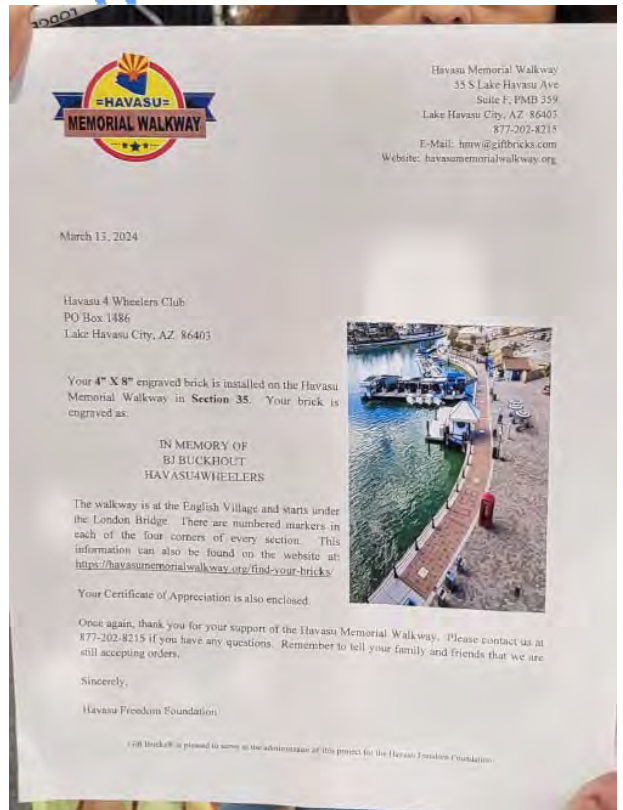 =HAVASU=
MEMORIAL WALKWAY
Havasu Memorial Walkway
55 S Lake Havasu Ave
Suite F, PMB 359
Lake Havasu City, AZ 86403
877-202-8215
E-Mail: hmw@giftbricks.com
Website: havasumemorialwalkway.org
March 13, 2024
Havasu 4 Wheelers Club
PO Box 1486
Lake Havasu City, AZ 86403
Your 4" X 8" engraved brick is installed on the Havasu
Memorial Walkway in Section 35. Your brick is
engraved as:
IN MEMORY OF
BJ BUCKHOUT
HAVASU4WHEELERS
The walkway is at the English Village and starts under
the London Bridge. There are numbered markers in
each of the four corners of every section. This
information can also be found on the website at:
https://havasumemorialwalkway.org/find-your-bricks/
Your Certificate of Appreciation is also enclosed.
Once again, thank you for your support of the Havasu Memorial Walkway. Please contact us at
877-202-8215 if you have any questions. Remember to tell your family and friends that we are
still accepting orders.
Sincerely,
Havasu Freedom Foundation
Gift Bricks® is pleased to serve as the administrator of this project for the Havasu Freedom Foundation